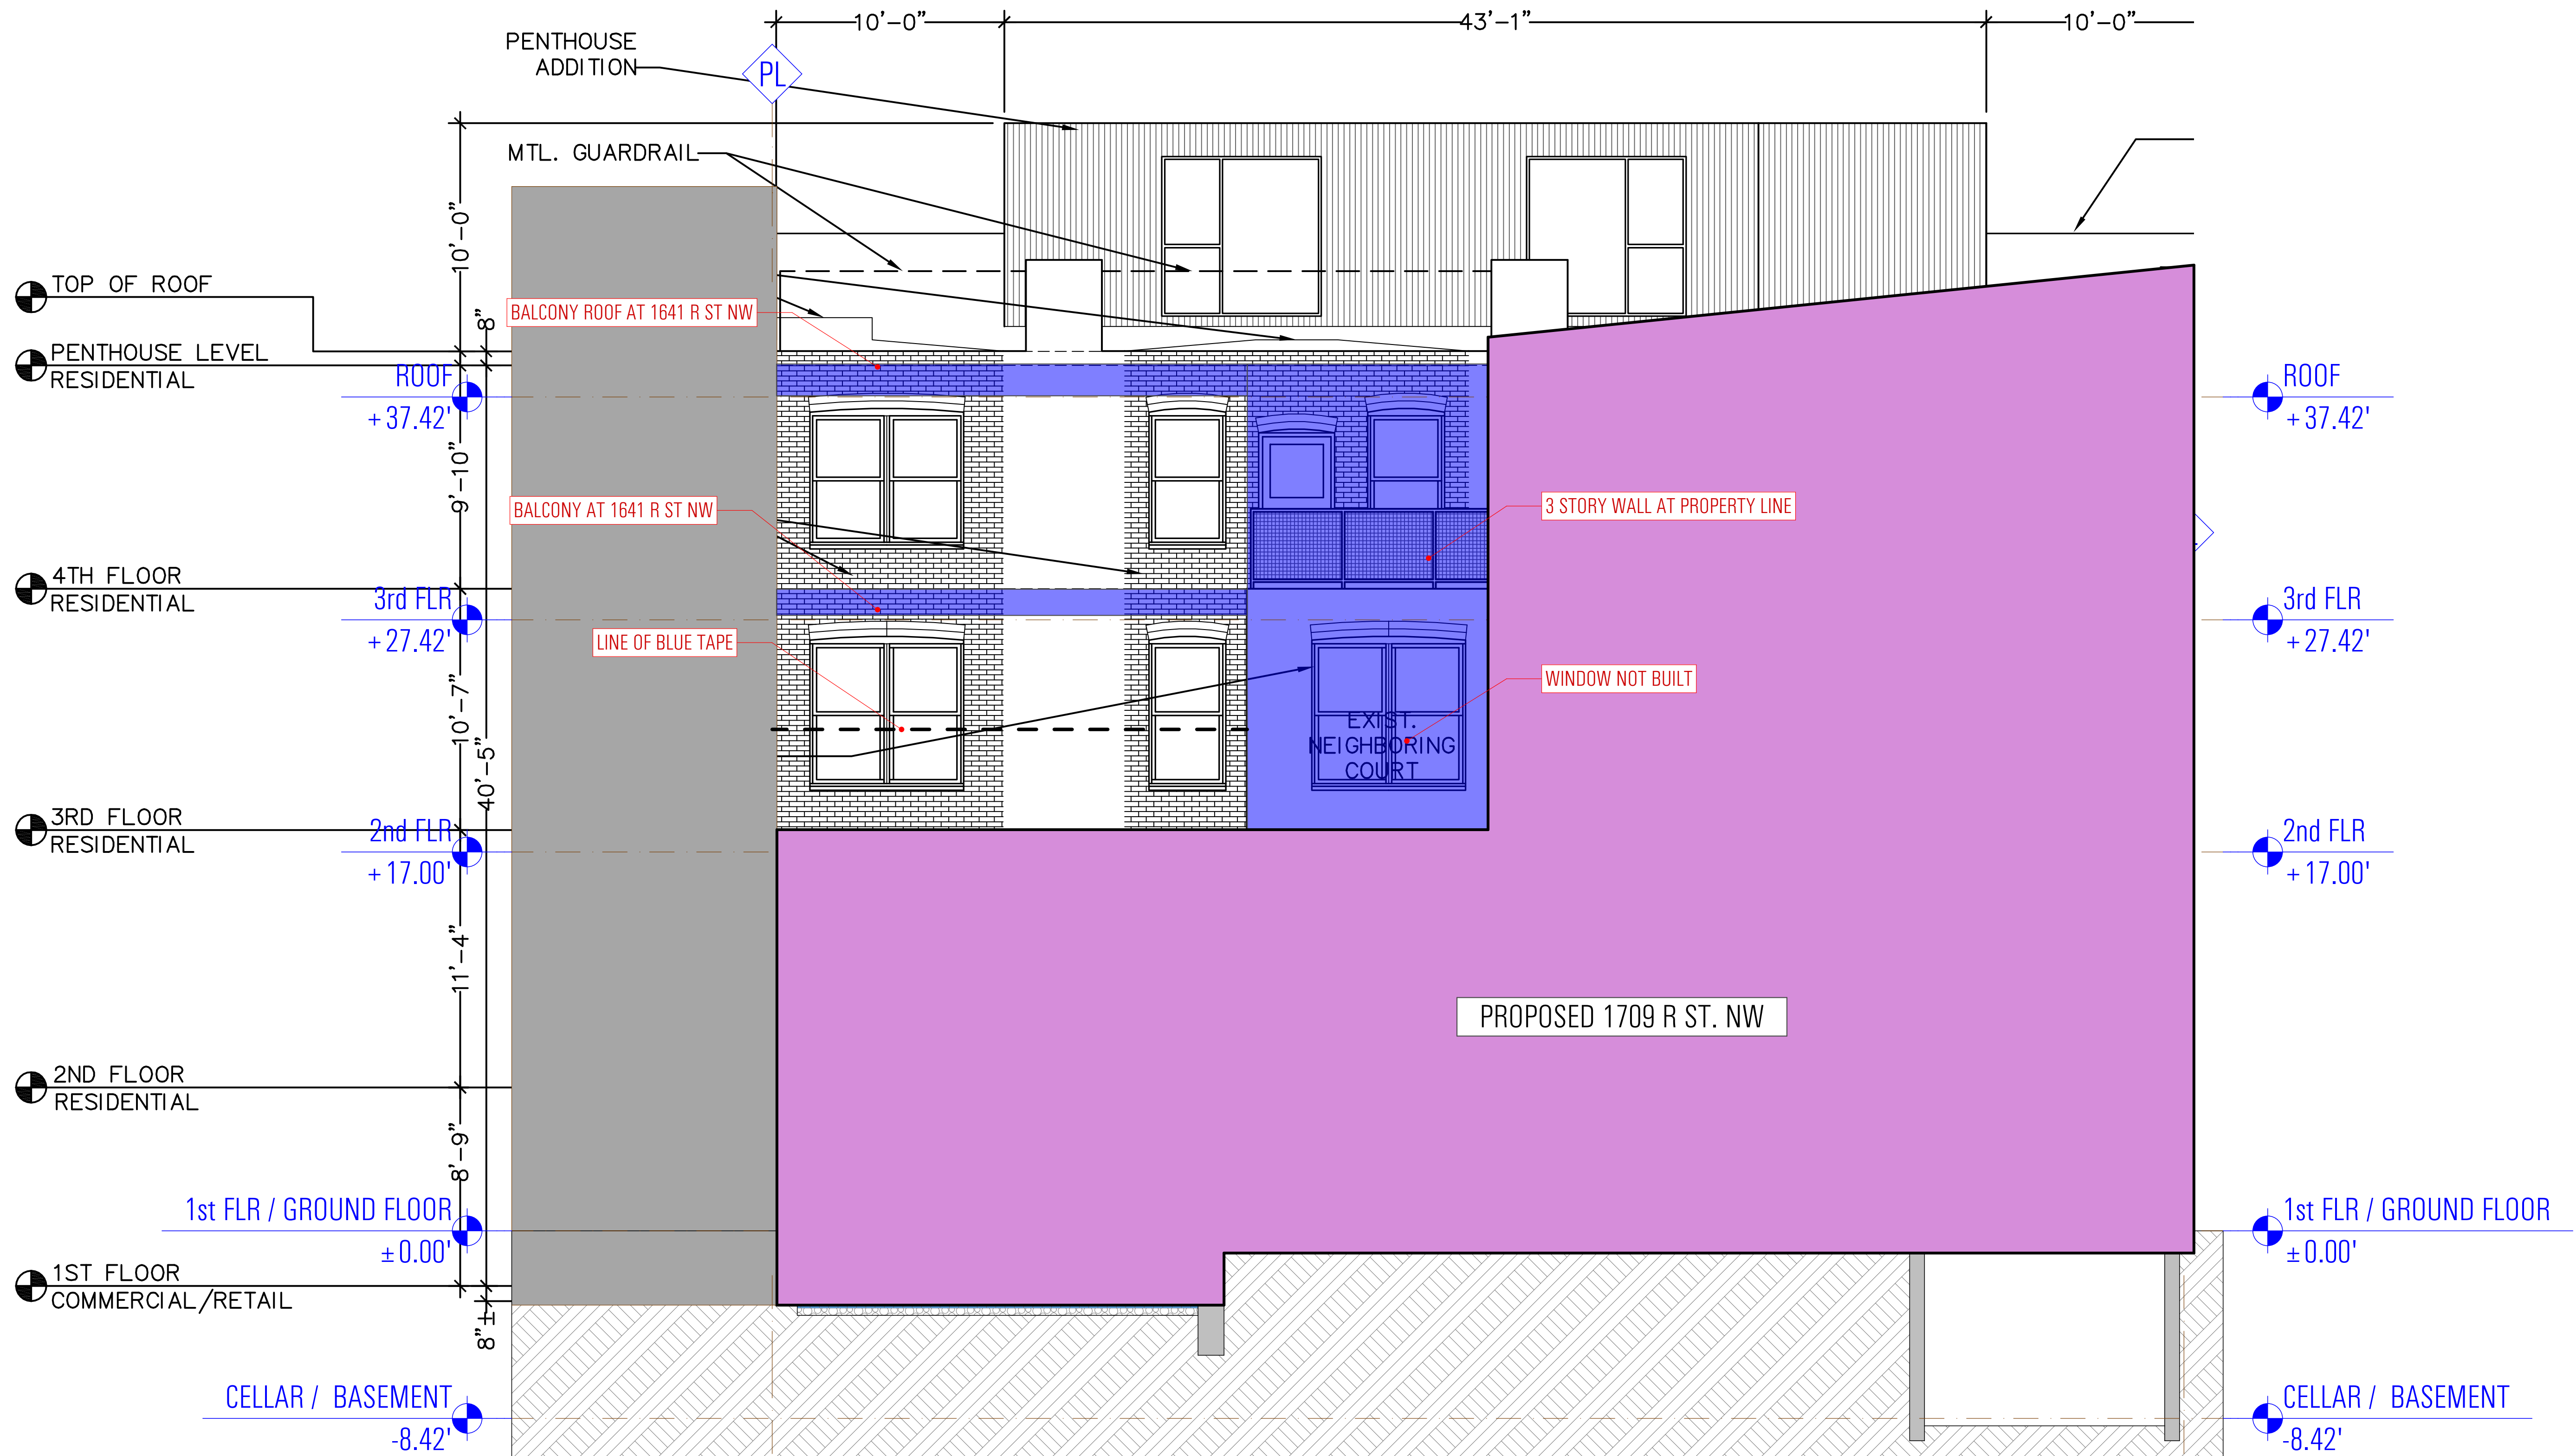 10'-0"
43'-1"
10'-0"
PENTHOUSE
ADDITION
PL
MTL. GUARDRAIL
10'-0"
TOP OF ROOF
8"
BALCONY ROOF AT 1641 R ST NW
PENTHOUSE LEVEL
RESIDENTIAL
ROOF
+37.42'
ROOF
+37.42'
9'-10"
BALCONY AT 1641 R ST NW
3 STORY WALL AT PROPERTY LINE
4TH FLOOR
RESIDENTIAL
3rd FLR
+27.42'
3rd FLR
+27.42'
LINE OF BLUE TAPE
WINDOW NOT BUILT
10'-7"
40'-5"
EXIST.
NEIGHBORING
COURT
3RD FLOOR
RESIDENTIAL
2nd FLR
+17.00'
2nd FLR
+17.00'
11'-4"
PROPOSED 1709 R ST. NW
2ND FLOOR
RESIDENTIAL
8'-9"
1st FLR / GROUND FLOOR
±0.00'
1st FLR / GROUND FLOOR
±0.00'
1ST FLOOR
COMMERCIAL/RETAIL
8"±
CELLAR / BASEMENT
-8.42'
CELLAR / BASEMENT
-8.42'